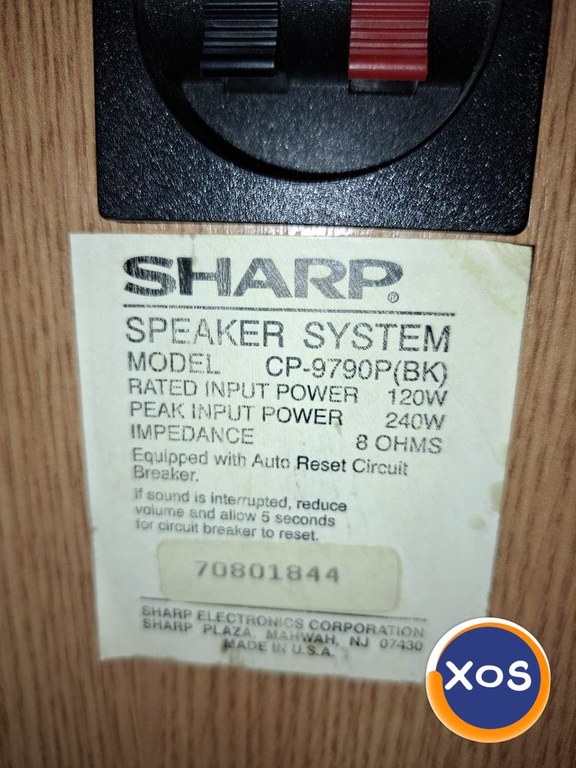 SHARP®
SPEAKER SYSTEM
MODEL CP-9790P(BK)
RATED INPUT POWER 120W
PEAK INPUT POWER 240W
IMPEDANCE 8 OHMS
Equipped with Auto Reset Circuit
Breaker.
If sound is interrupted, reduce
volume and allow 5 seconds
for circuit breaker to reset.
70801844
SHARP ELECTRONICS CORPORATION
SHARP PLAZA, MAHWAH, NJ 07430
MADE IN U.S.A.
XOS